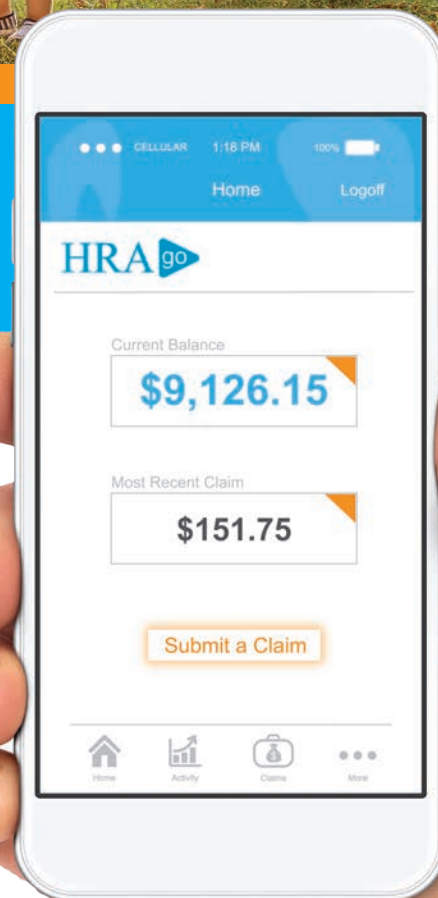 CELLULAR 1:18 PM 100%
Home Logoff
HRA go
Current Balance
$9,126.15
Most Recent Claim
$151.75
Submit a Claim
Home Activity Claims More